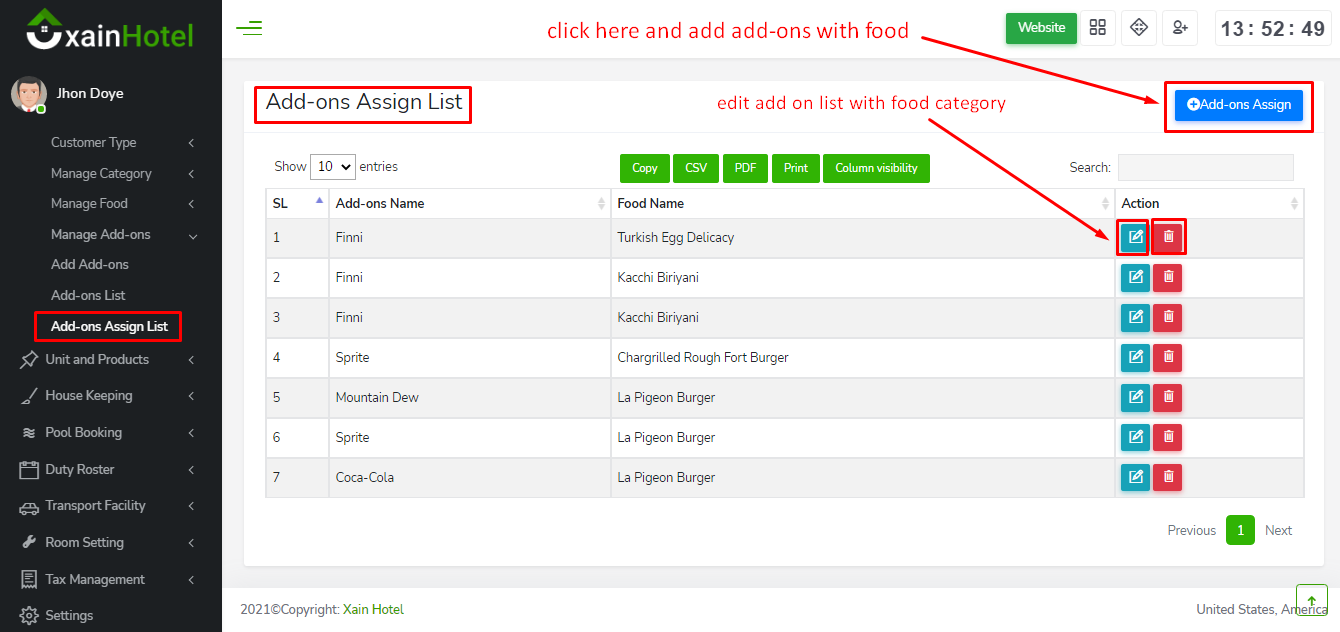 xainHotel
Jhon Doye
Customer Type
Manage Category
Manage Food
Manage Add-ons
Add Add-ons
Add-ons List
Add-ons Assign List
Unit and Products
House Keeping
Pool Booking
Duty Roster
Transport Facility
Room Setting
Tax Management
Settings
click here and add add-ons with food
Website
13 : 52 : 49
Add-ons Assign List
edit add on list with food category
Add-ons Assign
Show 10 entries
Copy CSV PDF Print Column visibility
Search:
SL Add-ons Name Food Name Action
1 Finni Turkish Egg Delicacy
2 Finni Kacchi Biriyani
3 Finni Kacchi Biriyani
4 Sprite Chargrilled Rough Fort Burger
5 Mountain Dew La Pigeon Burger
6 Sprite La Pigeon Burger
7 Coca-Cola La Pigeon Burger
Previous 1 Next
2021©Copyright: Xain Hotel
United States, America